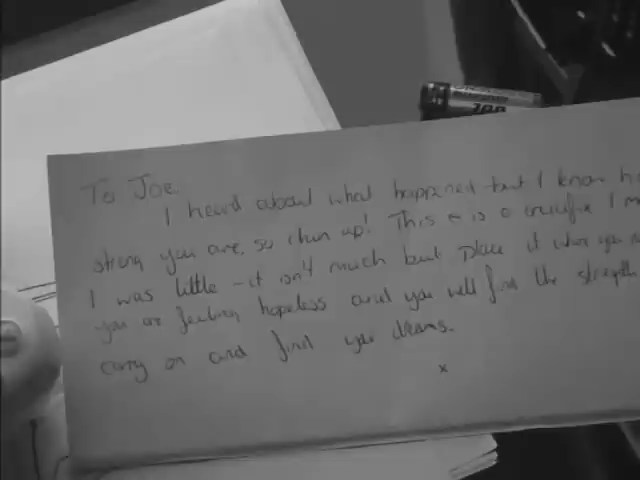 To Joe,
I heard about what happened but I know
strong you are, so chin up! This is a crucifix I
I was little - it isn't much but place it when you
you are feeling hopeless and you will find the strength
carry on and find your dreams.
x
700